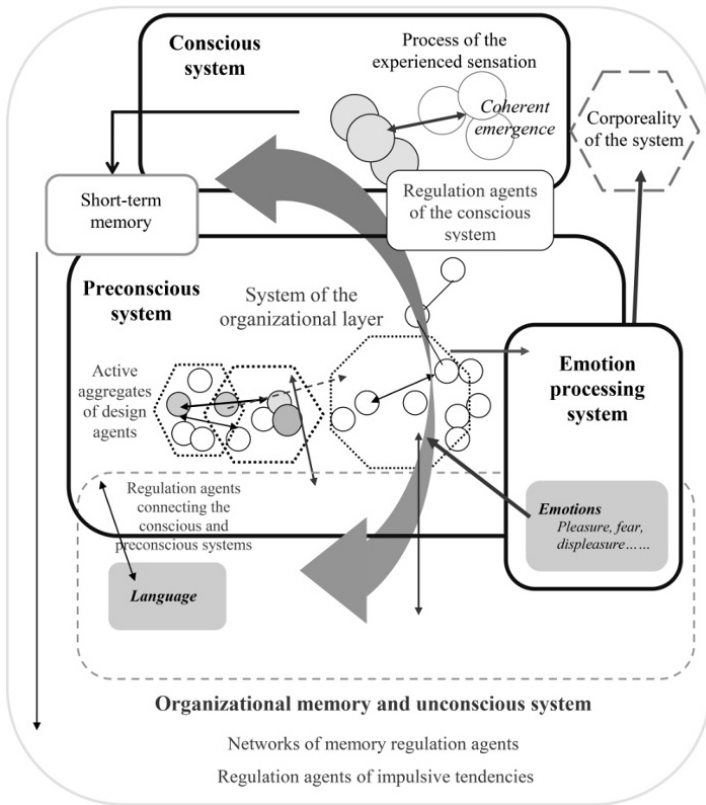 Conscious
system
Process of the
experienced sensation
Coherent
emergence
Corporeality
of the system
Short-term
memory
Regulation agents
of the conscious
system
Preconscious
system
System of the
organizational layer
Active
aggregates
of design
agents
Emotion
processing
system
Regulation agents
connecting the
conscious and
preconscious systems
Emotions
Pleasure, fear,
displeasure……
Language
Organizational memory and unconscious system
Networks of memory regulation agents
Regulation agents of impulsive tendencies